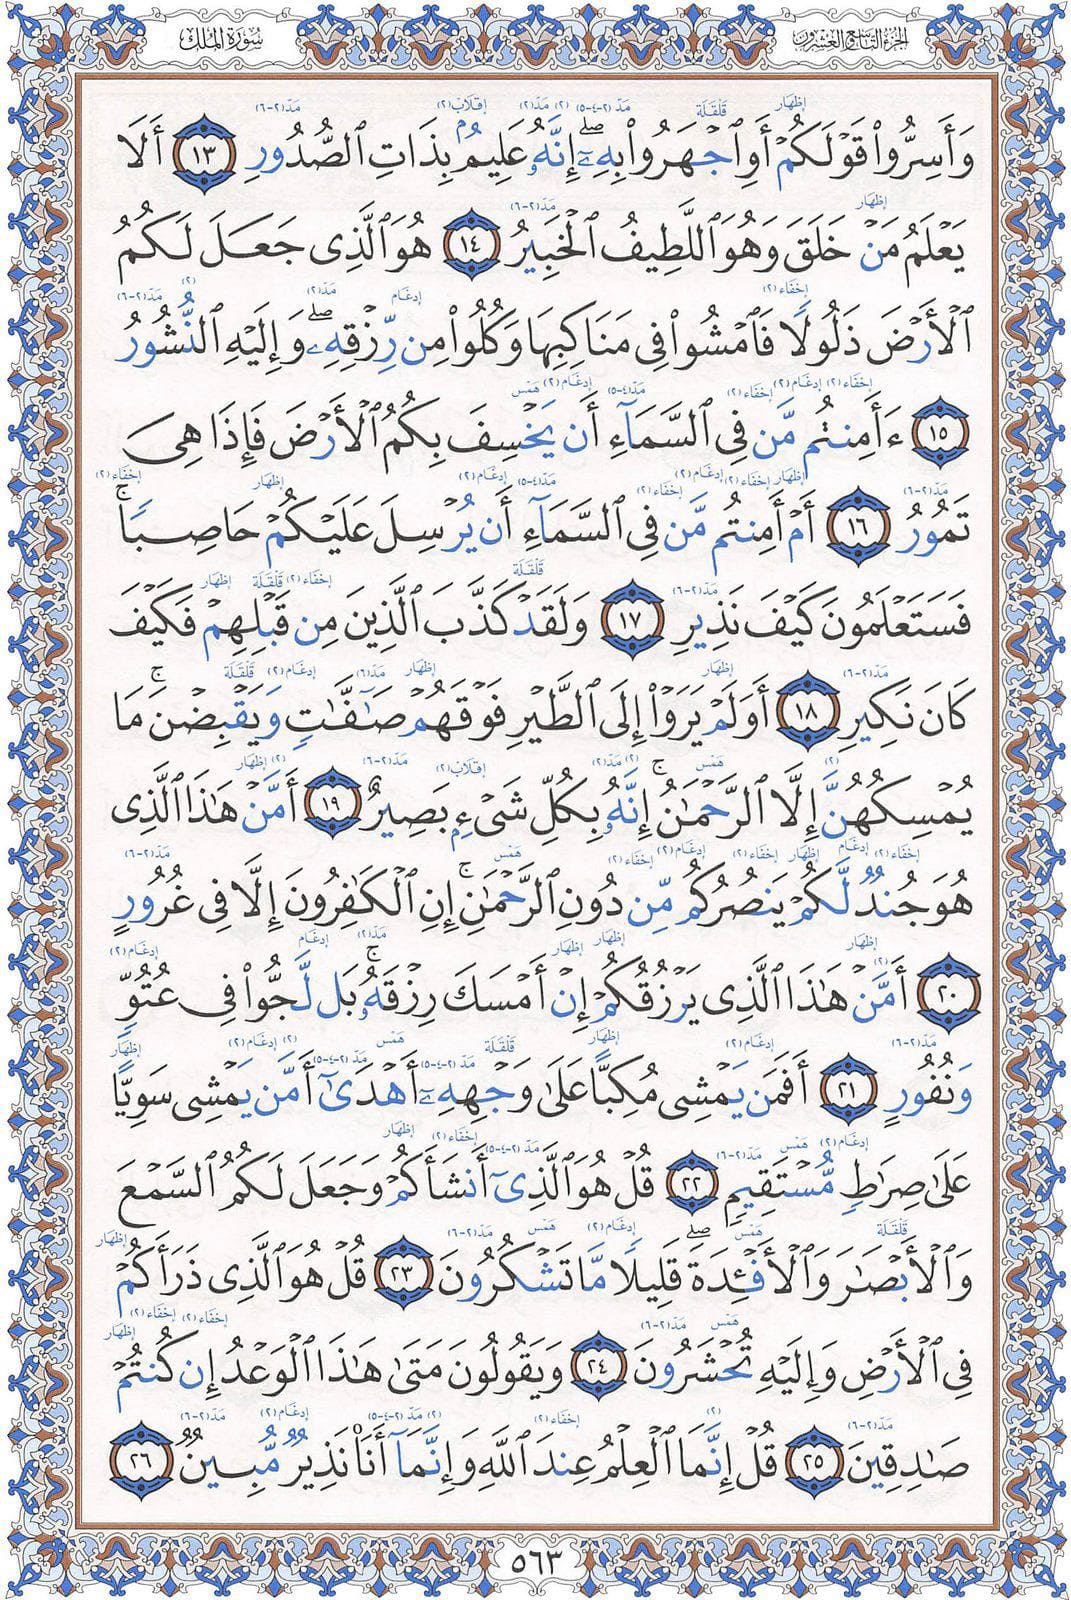 الجزء التاسع والعشرون
سورة الملك
وَأَسِرُّوا۟ قَوْلَكُمْ أَوِ ٱجْهَرُوا۟ بِهِۦٓ ۖ إِنَّهُۥ عَلِيمٌۢ بِذَاتِ ٱلصُّدُورِ ١٣ أَلَا
يَعْلَمُ مَنْ خَلَقَ وَهُوَ ٱللَّطِيفُ ٱلْخَبِيرُ ١٤ هُوَ ٱلَّذِى جَعَلَ لَكُمُ
ٱلْأَرْضَ ذَلُولًا فَٱمْشُوا۟ فِى مَنَاكِبِهَا وَكُلُوا۟ مِن رِّزْقِهِۦ ۖ وَإِلَيْهِ ٱلنُّشُورُ
١٥ ءَأَمِنتُم مَّن فِى ٱلسَّمَآءِ أَن يَخْسِفَ بِكُمُ ٱلْأَرْضَ فَإِذَا هِىَ
تَمُورُ ١٦ أَمْ أَمِنتُم مَّن فِى ٱلسَّمَآءِ أَن يُرْسِلَ عَلَيْكُمْ حَاصِبًا ۖ
فَسَتَعْلَمُونَ كَيْفَ نَذِيرِ ١٧ وَلَقَدْ كَذَّبَ ٱلَّذِينَ مِن قَبْلِهِمْ فَكَيْفَ
كَانَ نَكِيرِ ١٨ أَوَلَمْ يَرَوْا۟ إِلَى ٱلطَّيْرِ فَوْقَهُمْ صَٰٓفَّٰتٍ وَيَقْبِضْنَ ۚ مَا
يُمْسِكُهُنَّ إِلَّا ٱلرَّحْمَٰنُ ۚ إِنَّهُۥ بِكُلِّ شَىْءٍۭ بَصِيرٌ ١٩ أَمَّنْ هَٰذَا ٱلَّذِى
هُوَ جُندٌ لَّكُمْ يَنصُرُكُم مِّن دُونِ ٱلرَّحْمَٰنِ ۚ إِنِ ٱلْكَٰفِرُونَ إِلَّا فِى غُرُورٍ
٢٠ أَمَّنْ هَٰذَا ٱلَّذِى يَرْزُقُكُمْ إِنْ أَمْسَكَ رِزْقَهُۥ ۚ بَل لَّجُّوا۟ فِى عُتُوٍّ
وَنُفُورٍ ٢١ أَفَمَن يَمْشِى مُكِبًّا عَلَىٰ وَجْهِهِۦٓ أَهْدَىٰٓ أَمَّن يَمْشِى سَوِيًّا
عَلَىٰ صِرَٰطٍ مُّسْتَقِيمٍ ٢٢ قُلْ هُوَ ٱلَّذِىٓ أَنشَأَكُمْ وَجَعَلَ لَكُمُ ٱلسَّمْعَ
وَٱلْأَبْصَٰرَ وَٱلْأَفْـِٔدَةَ ۖ قَلِيلًا مَّا تَشْكُرُونَ ٢٣ قُلْ هُوَ ٱلَّذِى ذَرَأَكُمْ
فِى ٱلْأَرْضِ وَإِلَيْهِ تُحْشَرُونَ ٢٤ وَيَقُولُونَ مَتَىٰ هَٰذَا ٱلْوَعْدُ إِن كُنتُمْ
صَٰدِقِينَ ٢٥ قُلْ إِنَّمَا ٱلْعِلْمُ عِندَ ٱللَّهِ وَإِنَّمَآ أَنَا۠ نَذِيرٌ مُّبِينٌ ٢٦
٥٦٣